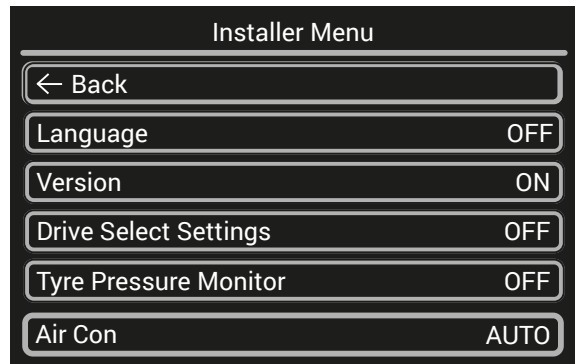 Installer Menu
← Back
Language OFF
Version ON
Drive Select Settings OFF
Tyre Pressure Monitor OFF
Air Con AUTO